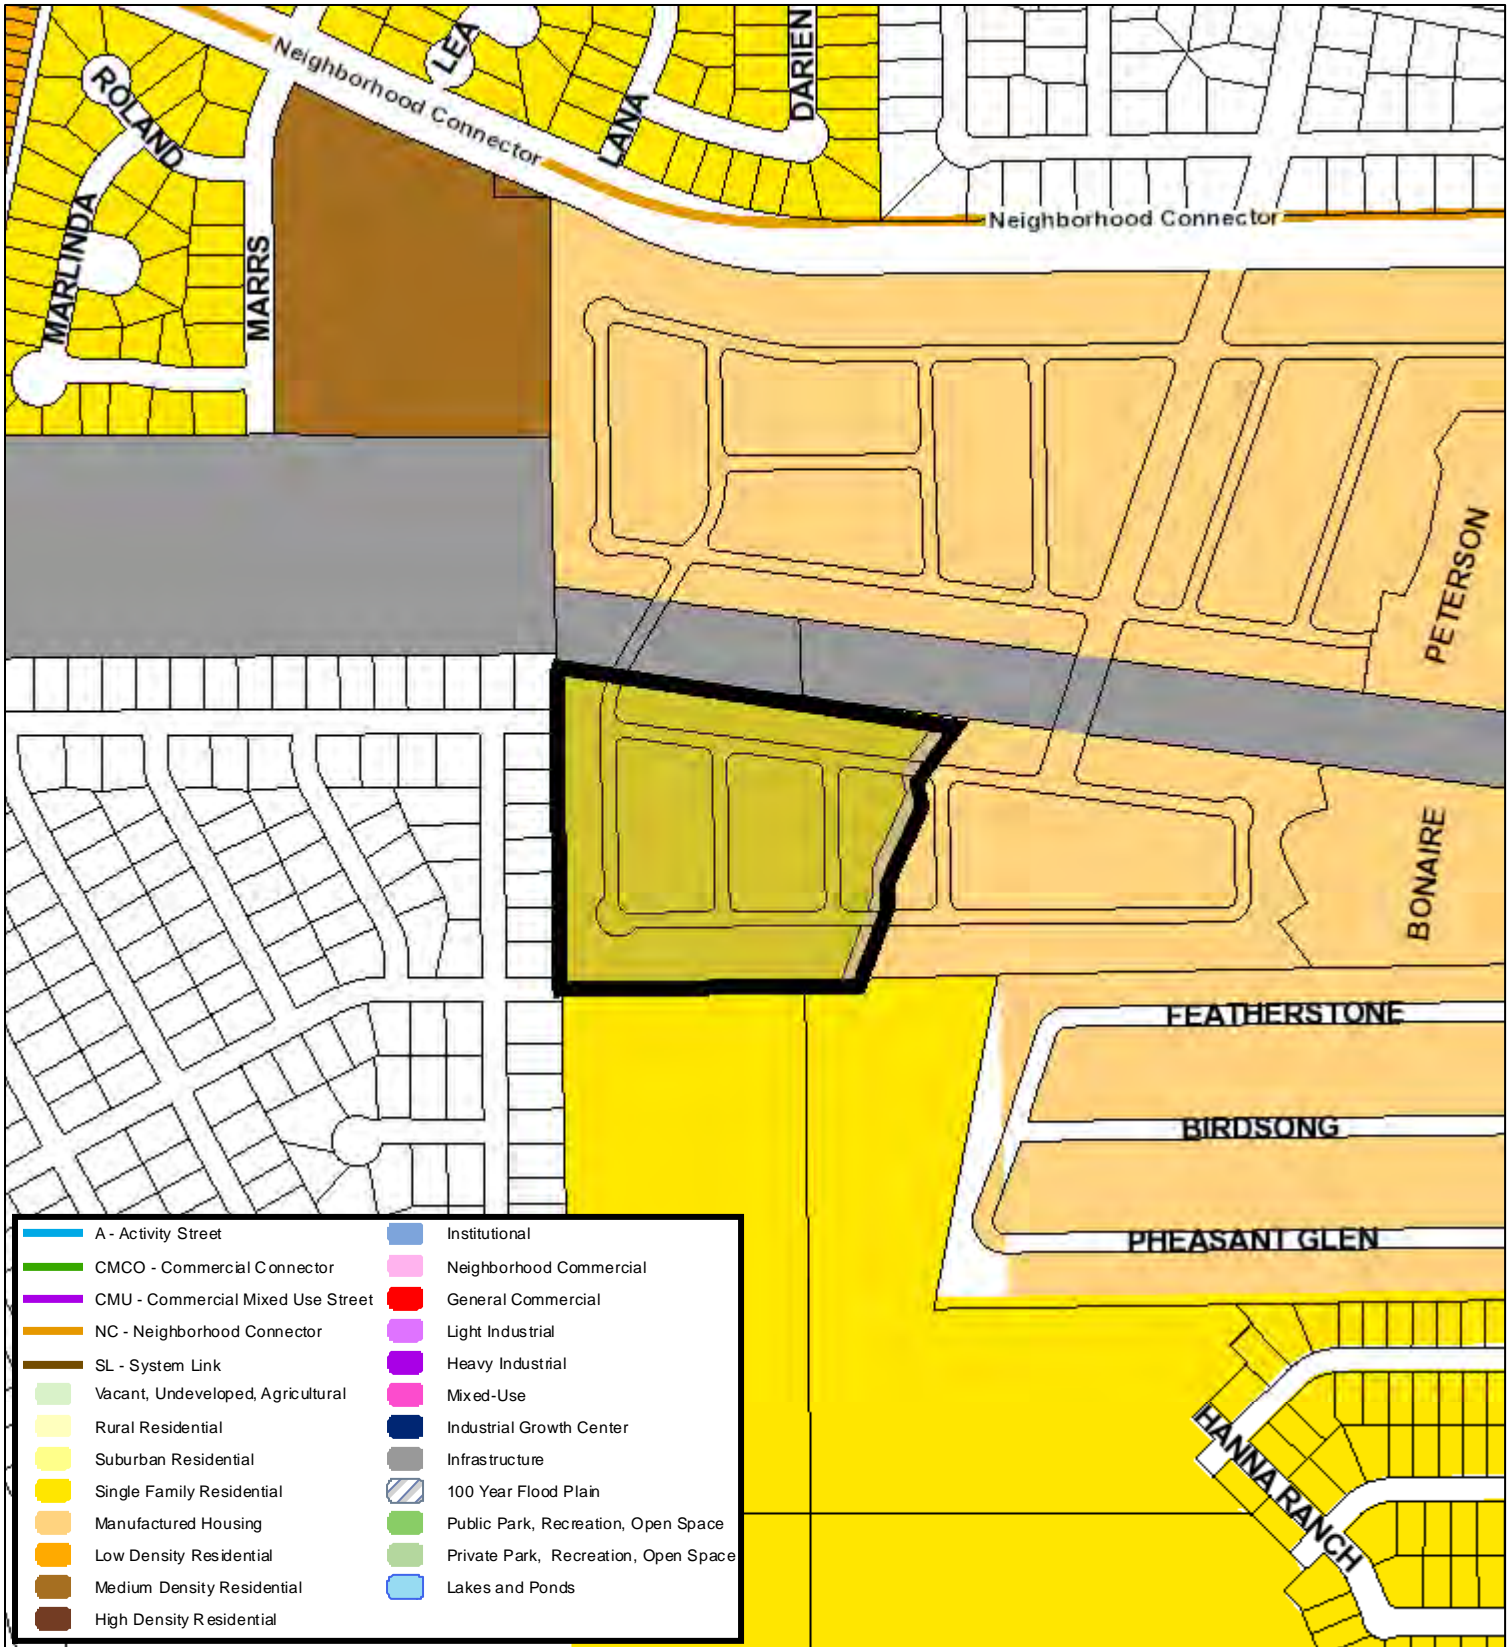 LEA
DARIEN
Neighborhood Connector
ROLAND
LANA
MARLINDA
MARRS
Neighborhood Connector
PETERSON
BONAIRE
FEATHERSTONE
BIRDSONG
PHEASANT GLEN
HANNA RANCH
A - Activity Street
CMCO - Commercial Connector
CMU - Commercial Mixed Use Street
NC - Neighborhood Connector
SL - System Link
Vacant, Undeveloped, Agricultural
Rural Residential
Suburban Residential
Single Family Residential
Manufactured Housing
Low Density Residential
Medium Density Residential
High Density Residential
Institutional
Neighborhood Commercial
General Commercial
Light Industrial
Heavy Industrial
Mixed-Use
Industrial Growth Center
Infrastructure
100 Year Flood Plain
Public Park, Recreation, Open Space
Private Park, Recreation, Open Space
Lakes and Ponds